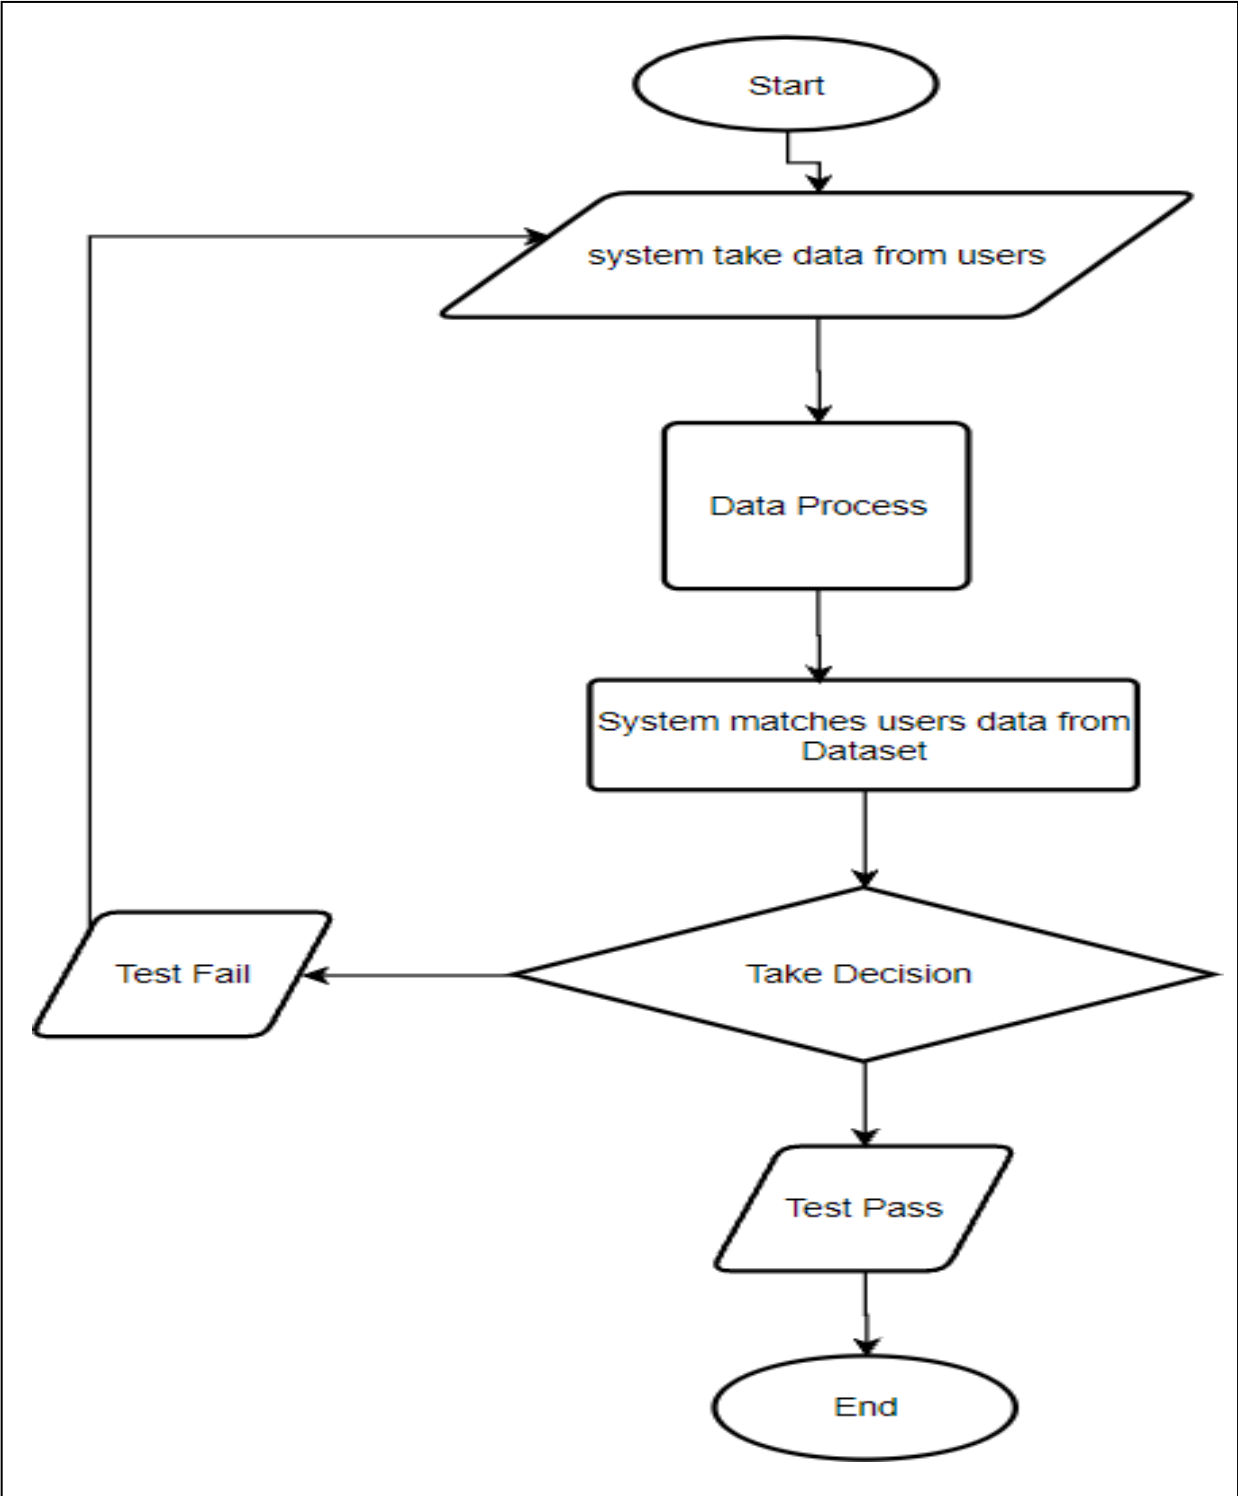 Start
system take data from users
Data Process
System matches users data from
Dataset
Test Fail
Take Decision
Test Pass
End